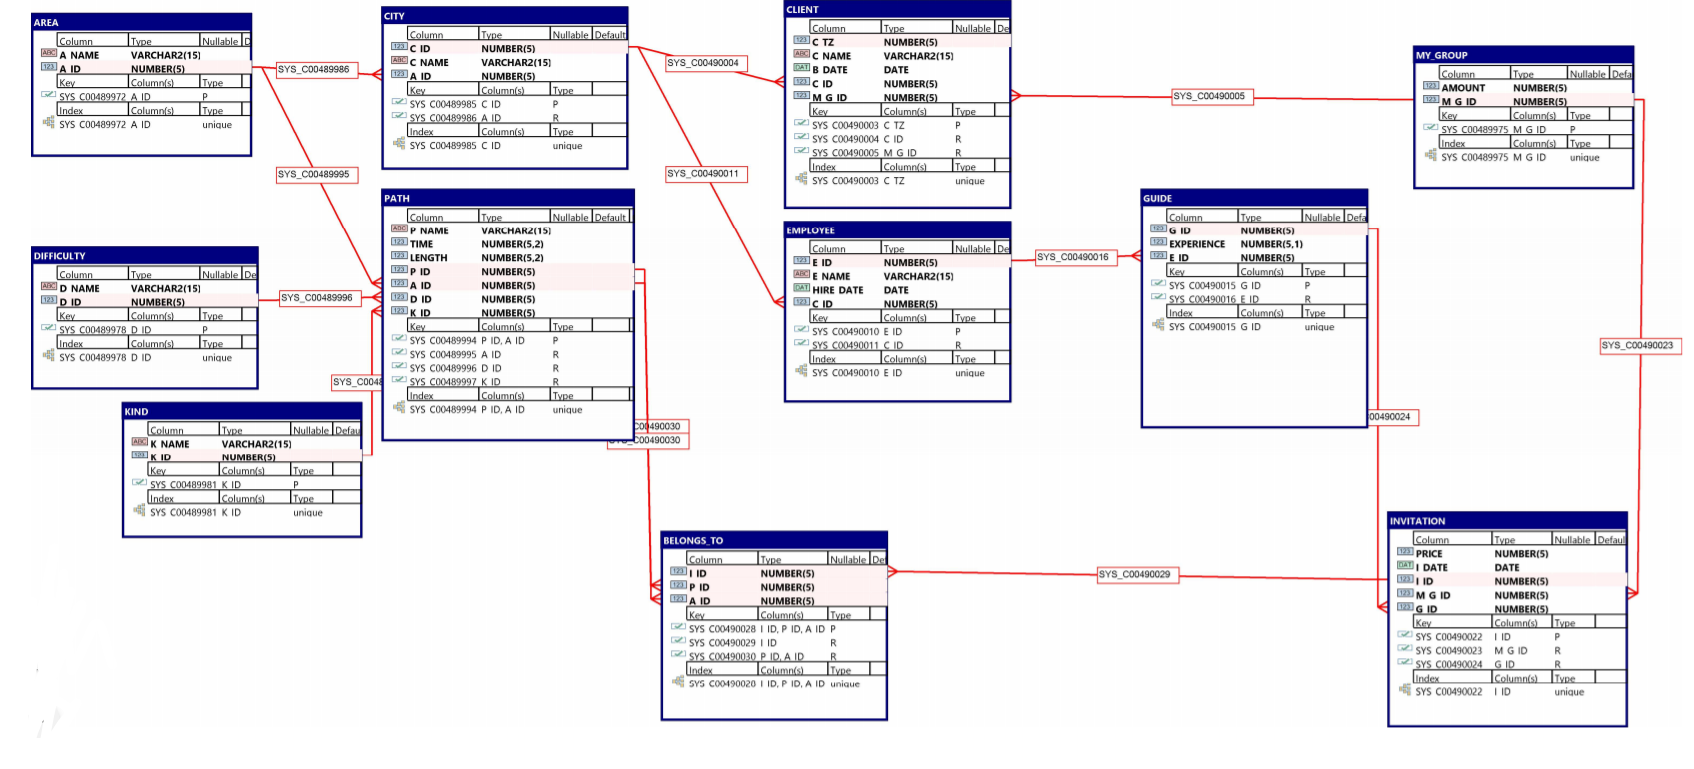 AREA
Column Type Nullable D
A NAME VARCHAR2(15)
A ID NUMBER(5)
Key Column(s) Type
SYS C00489972 A ID P
Index Column(s) Type
SYS C00489972 A ID unique
SYS_C00489986
SYS_C00489995
CITY
Column Type Nullable Default
C ID NUMBER(5)
C NAME VARCHAR2(15)
A ID NUMBER(5)
Key Column(s) Type
SYS C00489985 C ID P
SYS C00489986 A ID R
Index Column(s) Type
SYS C00489985 C ID unique
SYS_C00490004
SYS_C00490011
CLIENT
Column Type Nullable De
C TZ NUMBER(5)
C NAME VARCHAR2(15)
B DATE DATE
C ID NUMBER(5)
M G ID NUMBER(5)
Key Column(s) Type
SYS C00490003 C TZ P
SYS C00490004 C ID R
SYS C00490005 M G ID R
Index Column(s) Type
SYS C00490003 C TZ unique
SYS_C00490005
MY_GROUP
Column Type Nullable Defa
AMOUNT NUMBER(5)
M G ID NUMBER(5)
Key Column(s) Type
SYS C00489975 M G ID P
Index Column(s) Type
SYS C00489975 M G ID unique
SYS_C00490023
DIFFICULTY
Column Type Nullable De
D NAME VARCHAR2(15)
D ID NUMBER(5)
Key Column(s) Type
SYS C00489978 D ID P
Index Column(s) Type
SYS C00489978 D ID unique
SYS_C00489996
PATH
Column Type Nullable Default
P NAME VARCHAR2(15)
TIME NUMBER(5,2)
LENGTH NUMBER(5,2)
P ID NUMBER(5)
A ID NUMBER(5)
D ID NUMBER(5)
K ID NUMBER(5)
Key Column(s) Type
SYS C00489994 P ID, A ID P
SYS C00489995 A ID R
SYS C00489996 D ID R
SYS C00489997 K ID R
Index Column(s) Type
SYS C00489994 P ID, A ID unique
SYS_C0048
C00490030
SYS_C00490030
EMPLOYEE
Column Type Nullable De
E ID NUMBER(5)
E NAME VARCHAR2(15)
HIRE DATE DATE
C ID NUMBER(5)
Key Column(s) Type
SYS C00490010 E ID P
SYS C00490011 C ID R
Index Column(s) Type
SYS C00490010 E ID unique
SYS_C00490016
GUIDE
Column Type Nullable Defa
G ID NUMBER(5)
EXPERIENCE NUMBER(5,1)
E ID NUMBER(5)
Key Column(s) Type
SYS C00490015 G ID P
SYS C00490016 E ID R
Index Column(s) Type
SYS C00490015 G ID unique
00490024
KIND
Column Type Nullable Defau
K NAME VARCHAR2(15)
K ID NUMBER(5)
Key Column(s) Type
SYS C00489981 K ID P
Index Column(s) Type
SYS C00489981 K ID unique
BELONGS_TO
Column Type Nullable De
I ID NUMBER(5)
P ID NUMBER(5)
A ID NUMBER(5)
Key Column(s) Type
SYS C00490028 I ID, P ID, A ID P
SYS C00490029 I ID R
SYS C00490030 P ID, A ID R
Index Column(s) Type
SYS C00490028 I ID, P ID, A ID unique
SYS_C00490029
INVITATION
Column Type Nullable Defaul
PRICE NUMBER(5)
I DATE DATE
I ID NUMBER(5)
M G ID NUMBER(5)
G ID NUMBER(5)
Key Column(s) Type
SYS C00490022 I ID P
SYS C00490023 M G ID R
SYS C00490024 G ID R
Index Column(s) Type
SYS C00490022 I ID unique